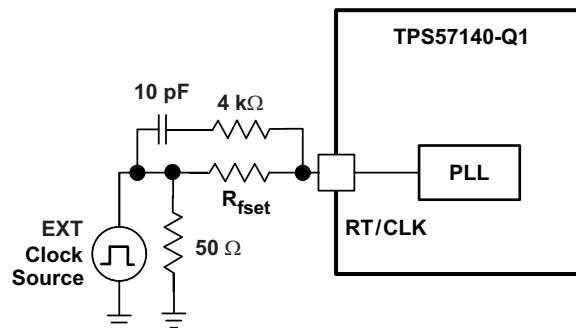 TPS57140-Q1
10 pF
4 kΩ
PLL
Rfset
RT/CLK
EXT
Clock
Source
50 Ω